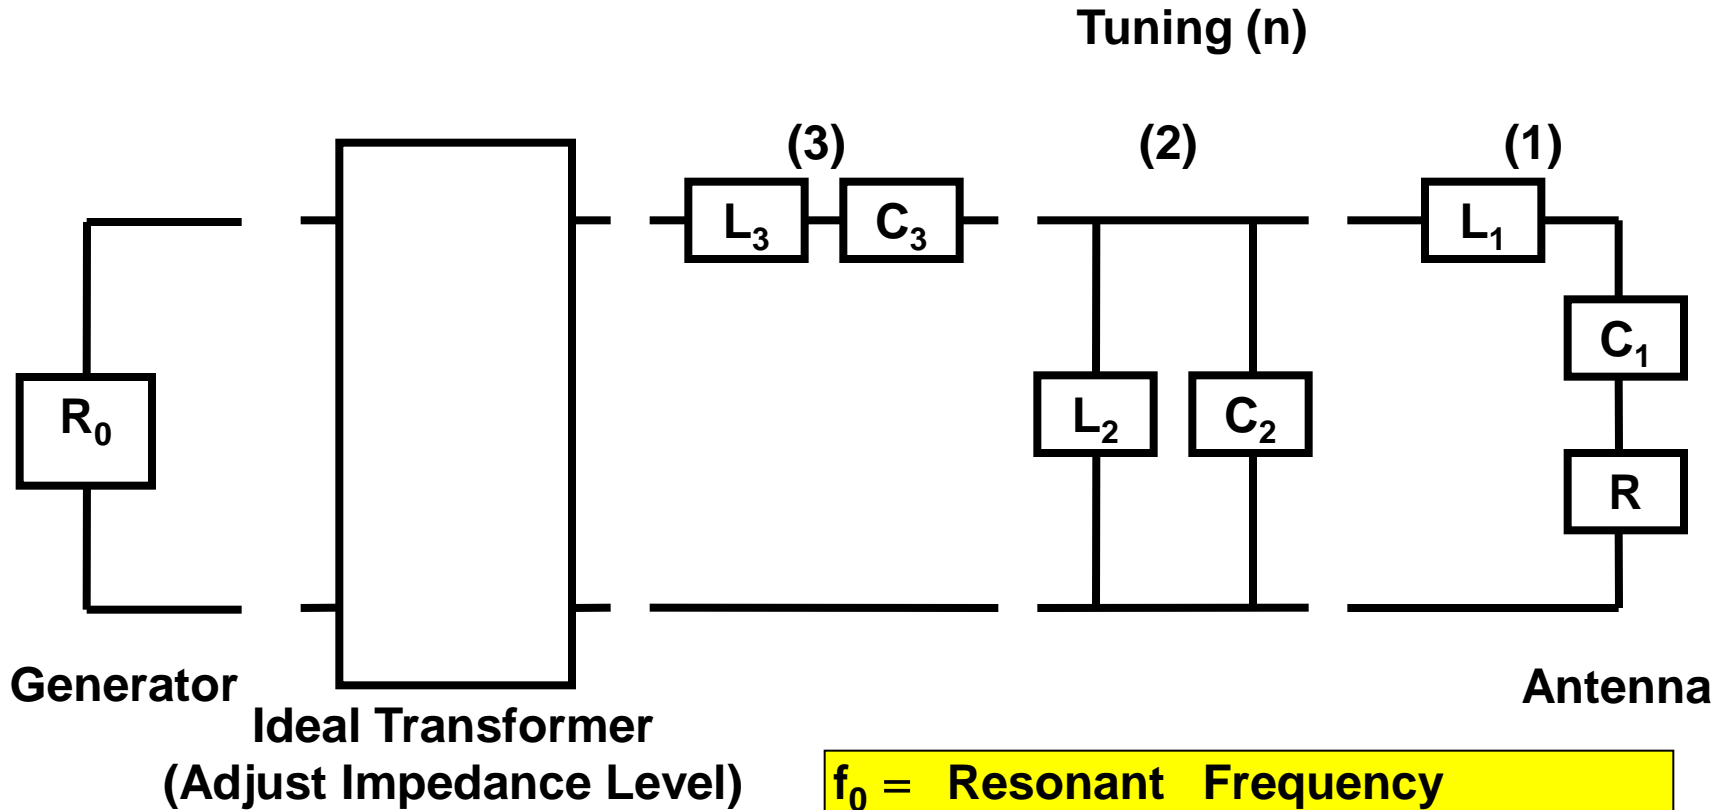 Tuning (n)
(3) (2) (1)
L3 C3 L1
C1
R0 L2 C2
R
Generator Antenna
Ideal Transformer
(Adjust Impedance Level)
f0 = Resonant Frequency